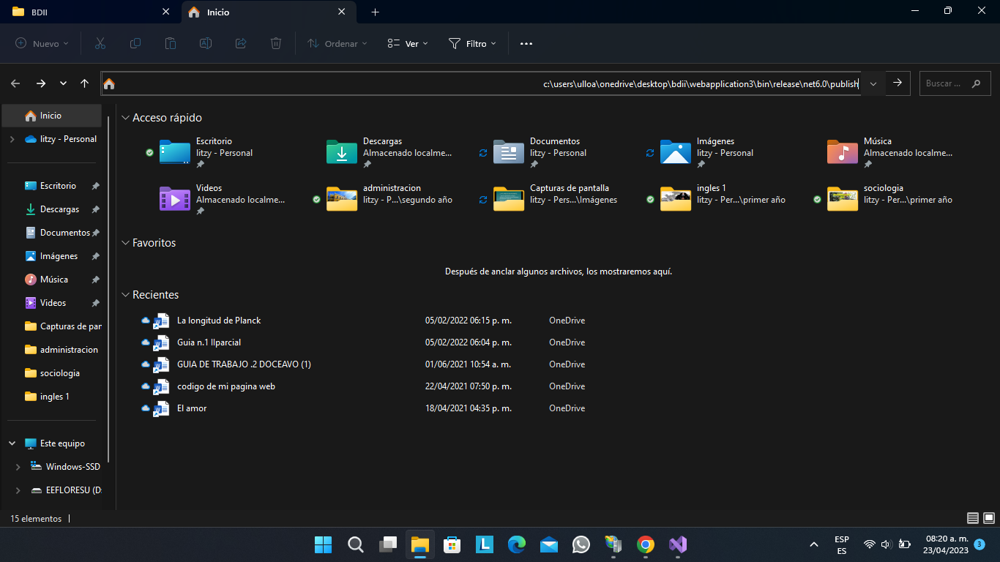 BDII
Inicio
Nuevo
Ordenar
Ver
Filtro
c:\users\ulloa\onedrive\desktop\bdii\webapplication3\bin\release\net6.0\publish
Buscar ...
Inicio
litzy - Personal
Escritorio
Descargas
Documentos
Imágenes
Música
Videos
Capturas de pan
administracion
sociologia
ingles 1
Este equipo
Windows-SSD
EEFLORESU (D:
Acceso rápido
Escritorio
litzy - Personal
Descargas
Almacenado localme...
Documentos
litzy - Personal
Imágenes
litzy - Personal
Música
Almacenado localme...
Videos
Almacenado localme...
administracion
litzy - P...\segundo año
Capturas de pantalla
litzy - Pers...\Imágenes
ingles 1
litzy - Per...\primer año
sociologia
litzy - Per...\primer año
Favoritos
Después de anclar algunos archivos, los mostraremos aquí.
Recientes
La longitud de Planck 05/02/2022 06:15 p. m. OneDrive
Guia n.1 IIparcial 05/02/2022 06:04 p. m. OneDrive
GUIA DE TRABAJO .2 DOCEAVO (1) 01/06/2021 10:54 a. m. OneDrive
codigo de mi pagina web 22/04/2021 07:50 p. m. OneDrive
El amor 18/04/2021 04:35 p. m. OneDrive
15 elementos
L
ESP
ES
08:20 a. m.
23/04/2023
3